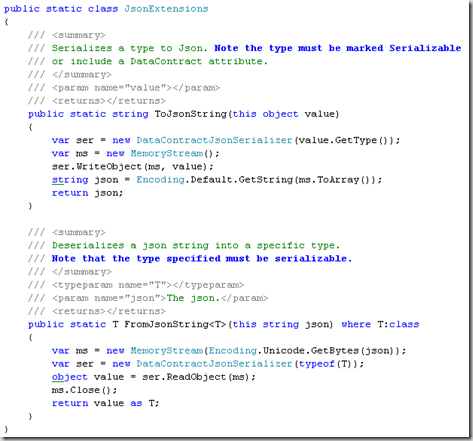 public static class JsonExtensions
{
    /// <summary>
    /// Serializes a type to Json. Note the type must be marked Serializable
    /// or include a DataContract attribute.
    /// </summary>
    /// <param name="value"></param>
    /// <returns></returns>
    public static string ToJsonString(this object value)
    {
        var ser = new DataContractJsonSerializer(value.GetType());
        var ms = new MemoryStream();
        ser.WriteObject(ms, value);
        string json = Encoding.Default.GetString(ms.ToArray());
        return json;
    }

    /// <summary>
    /// Deserializes a json string into a specific type.
    /// Note that the type specified must be serializable.
    /// </summary>
    /// <typeparam name="T"></typeparam>
    /// <param name="json">The json.</param>
    /// <returns></returns>
    public static T FromJsonString<T>(this string json) where T:class
    {
        var ms = new MemoryStream(Encoding.Unicode.GetBytes(json));
        var ser = new DataContractJsonSerializer(typeof(T));
        object value = ser.ReadObject(ms);
        ms.Close();
        return value as T;
    }
}